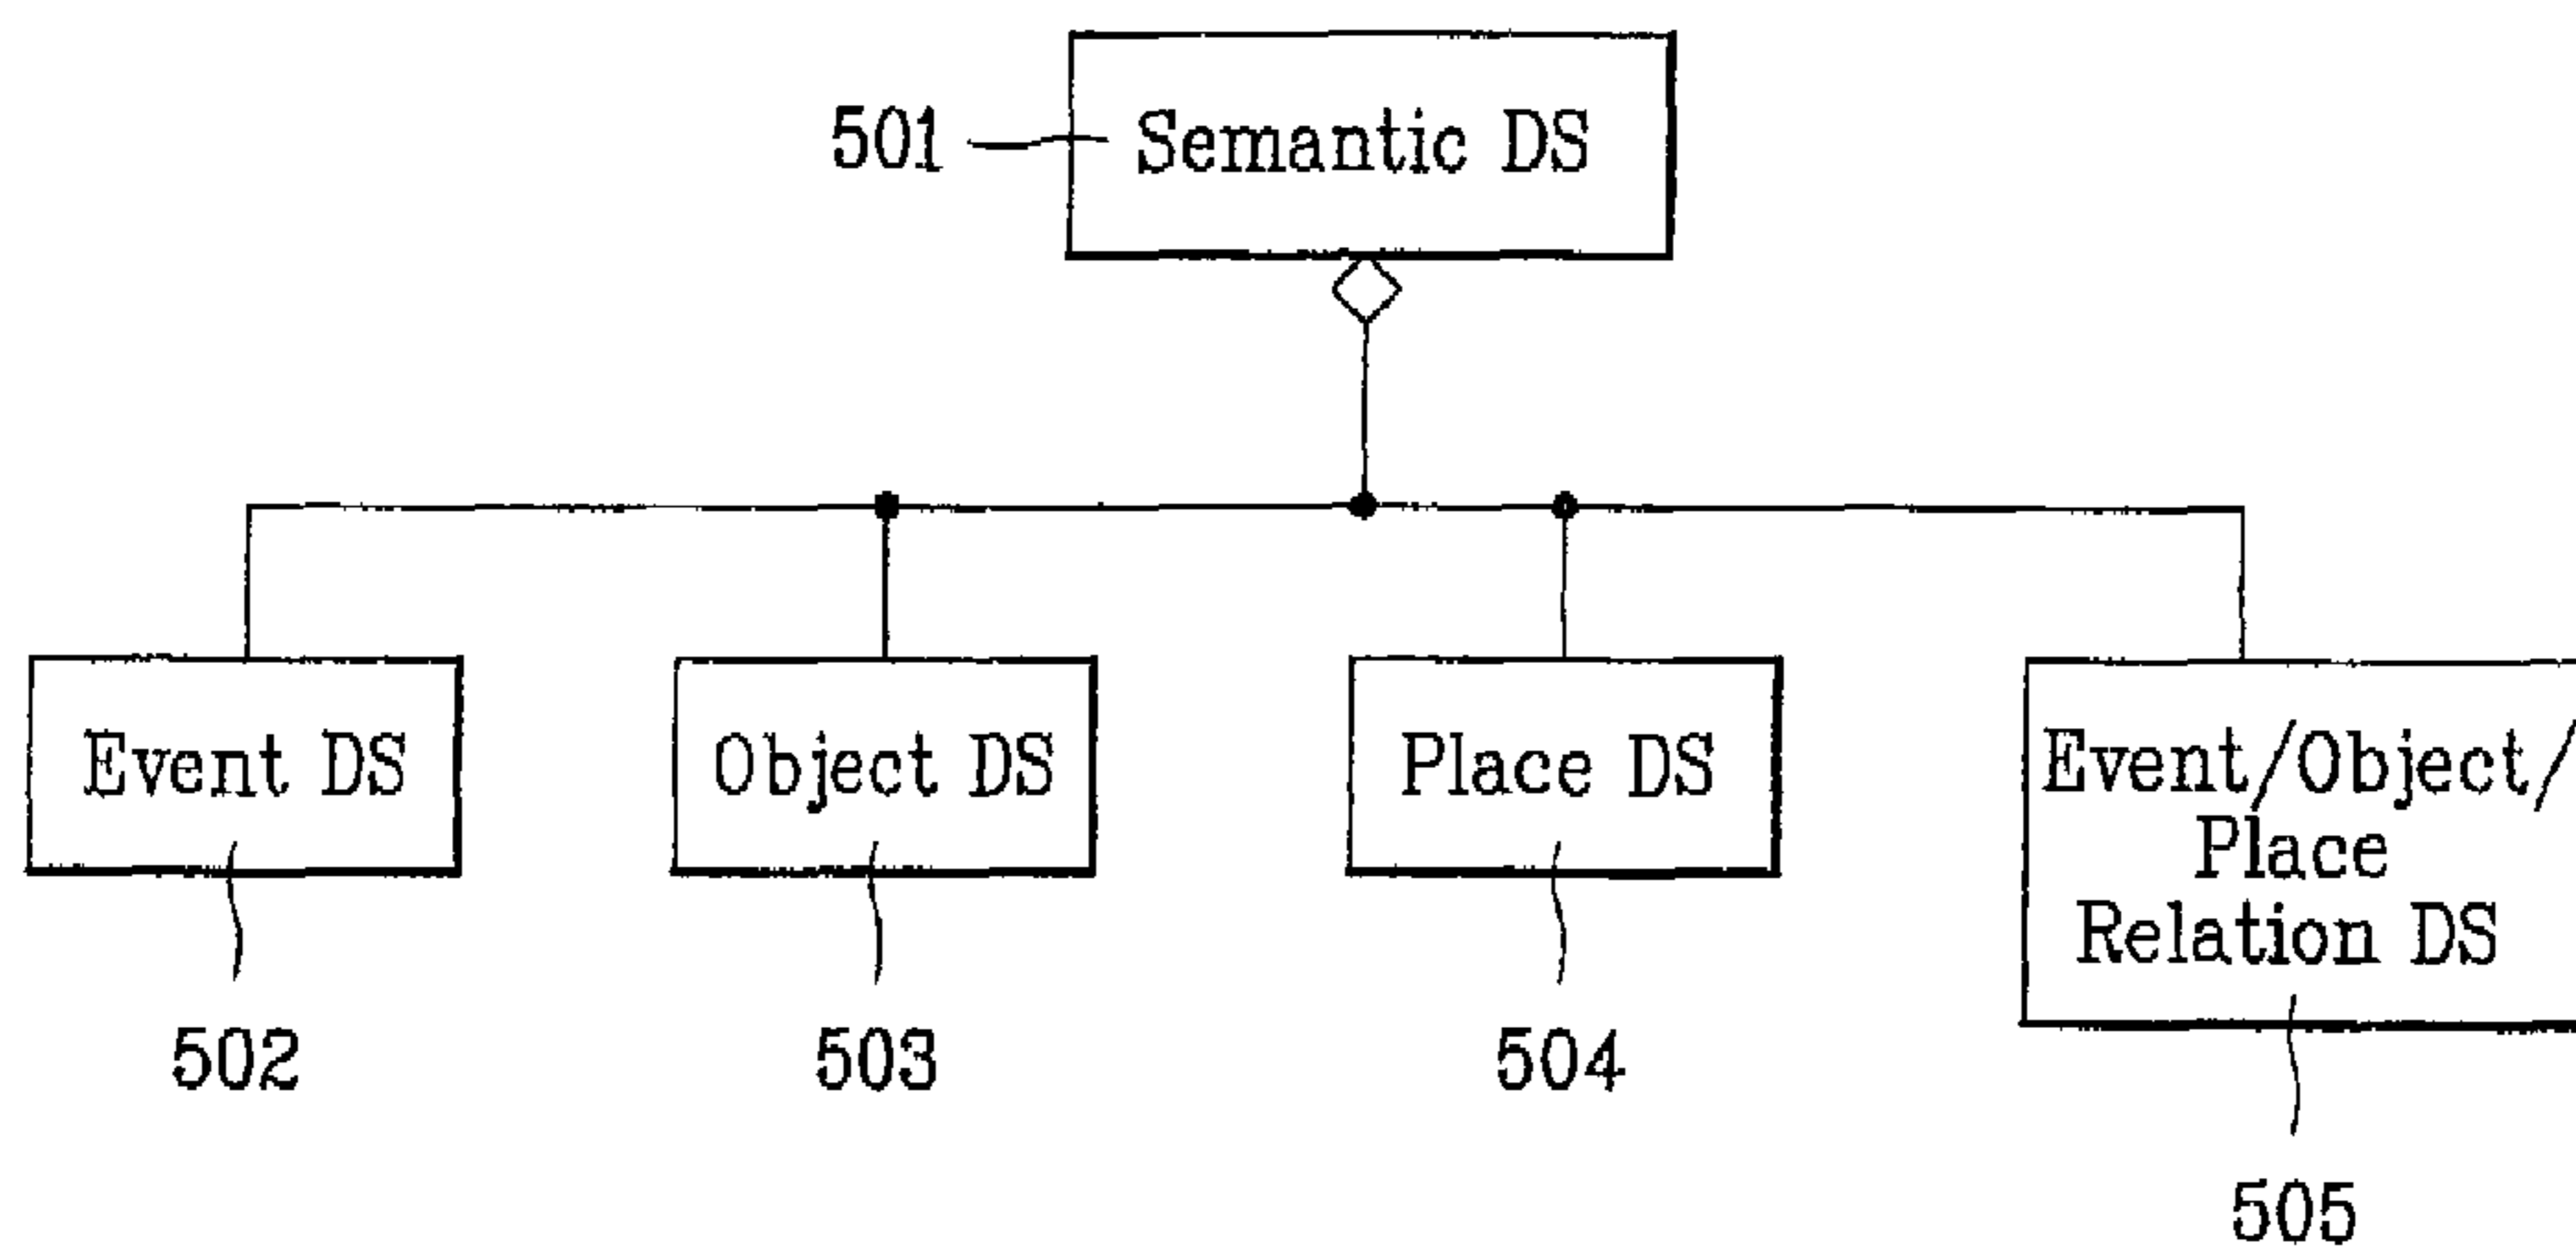 501
Semantic DS
Event DS
Object DS
Place DS
Event/Object/
Place
Relation DS
502
503
504
505